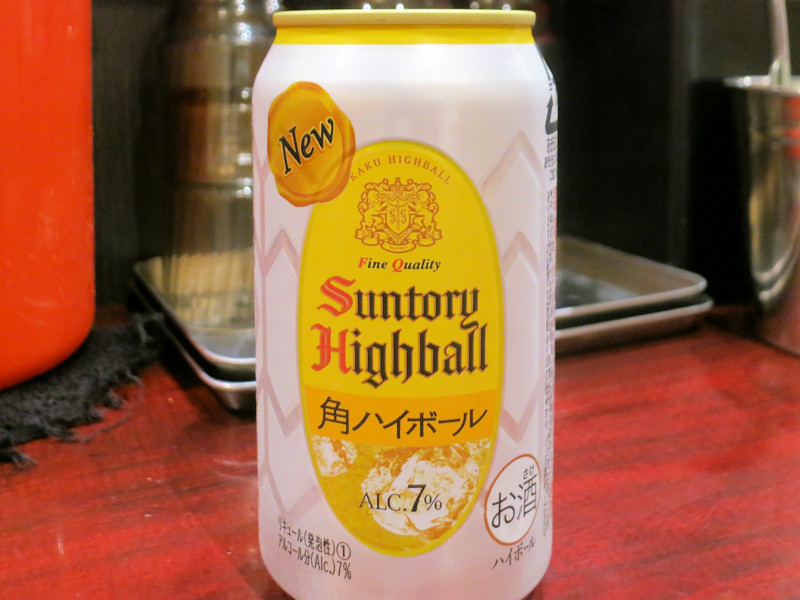 New
KAKU HIGHBALL
Fine Quality
Suntory
Highball
角ハイボール
ALC.7%
さけ
お酒
ハイボール
リキュール(発泡性)①
アルコール分(Alc.)7%